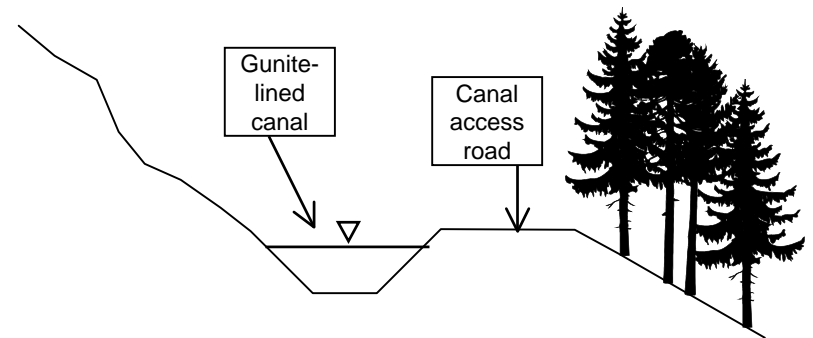 Gunite-
lined
canal
Canal
access
road